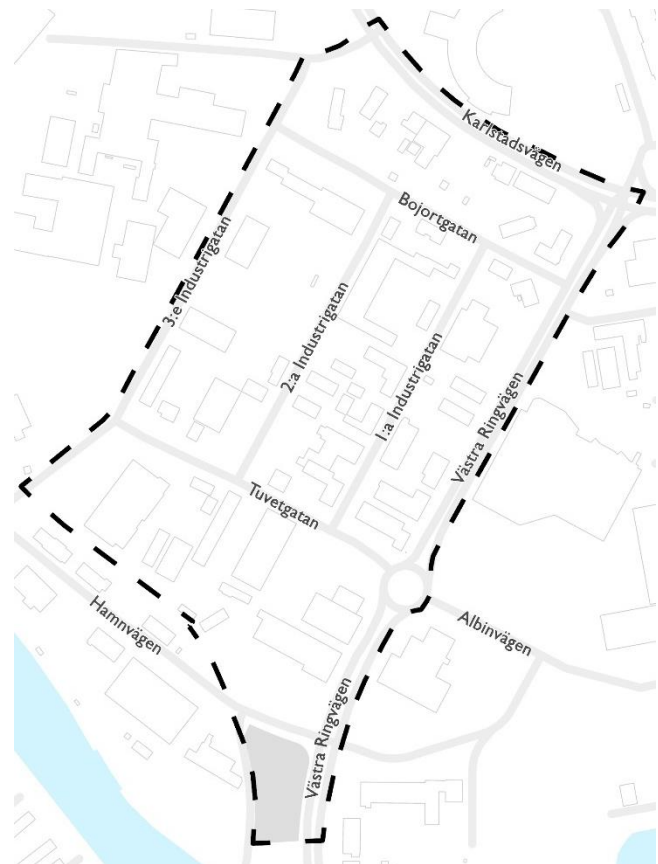 Karlstadsvägen
Bojortgatan
3:e Industrigatan
2:a Industrigatan
1:a Industrigatan
Västra Ringvägen
Tuvetgatan
Hamnvägen
Albinvägen
Västra Ringvägen